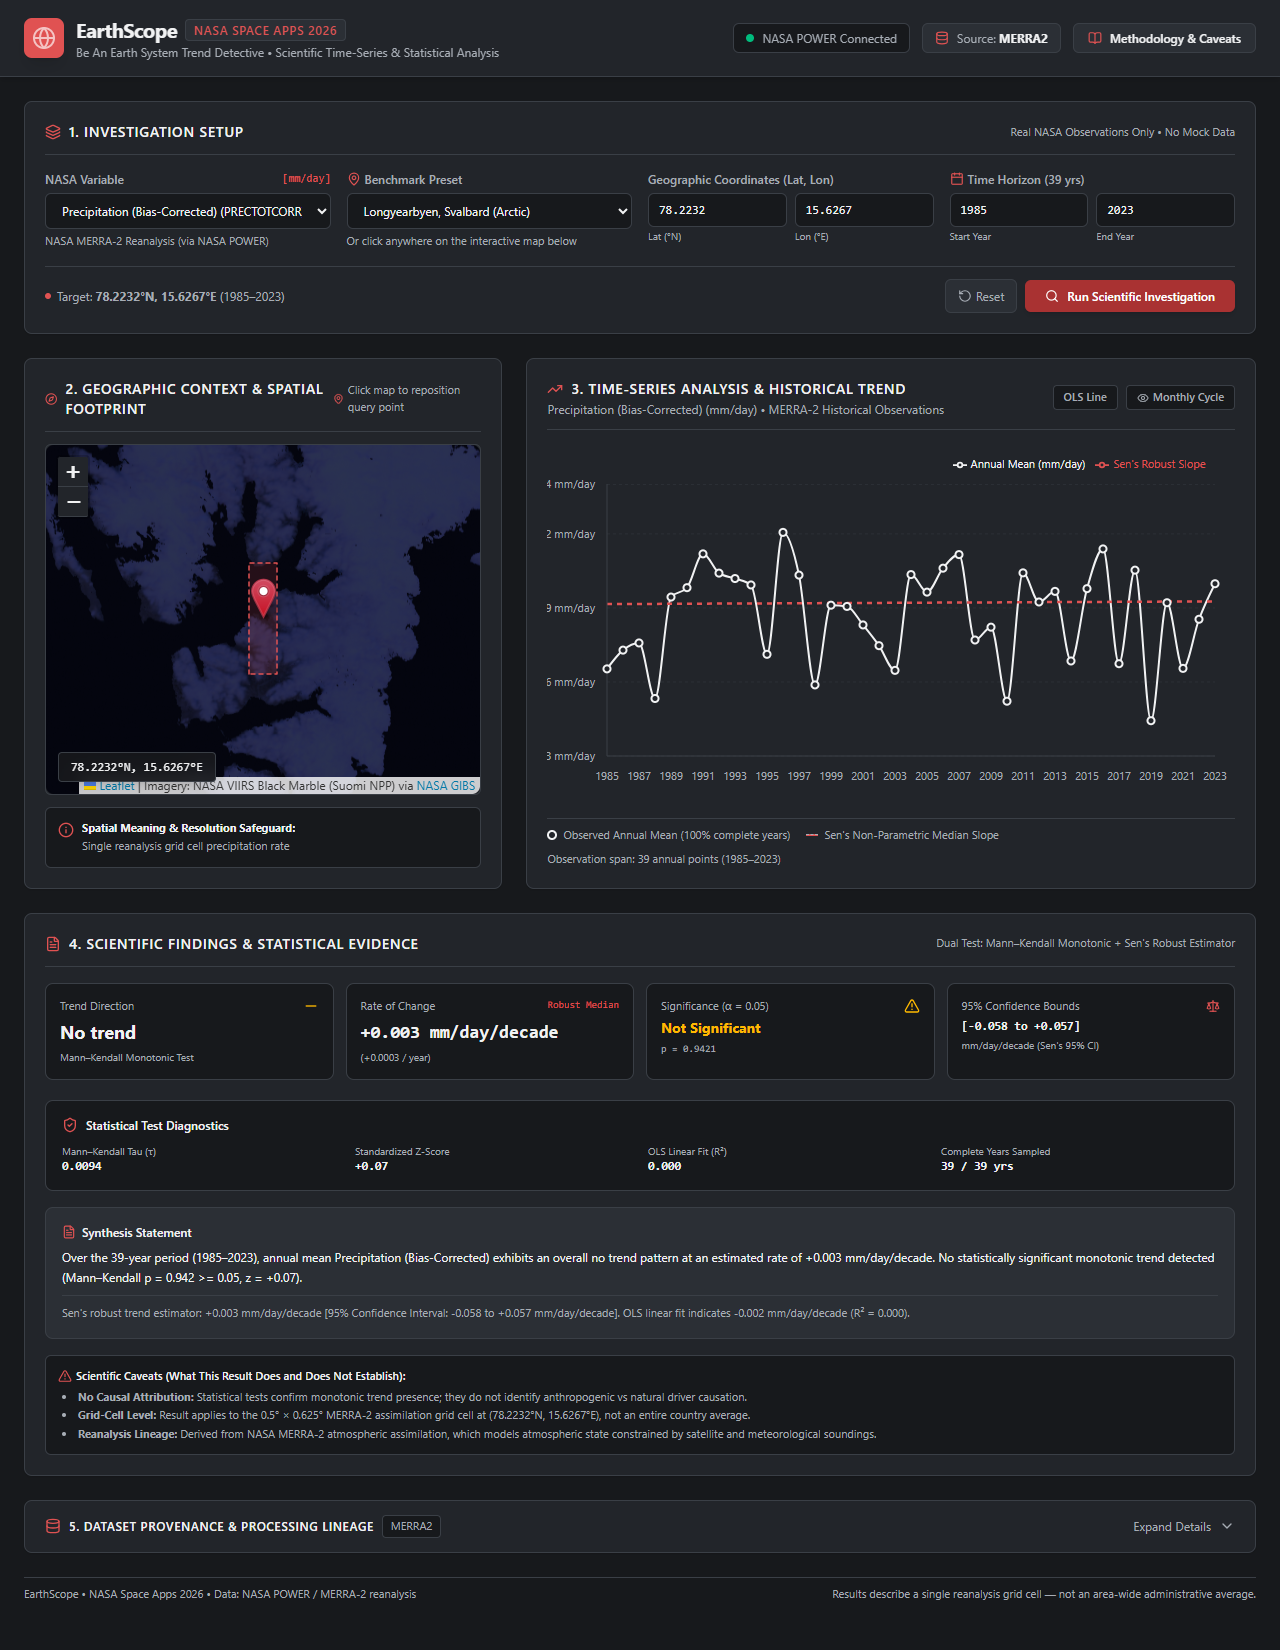 EarthScope
NASA SPACE APPS 2026
Be An Earth System Trend Detective • Scientific Time-Series & Statistical Analysis
NASA POWER Connected
Source: MERRA2
Methodology & Caveats
1. INVESTIGATION SETUP
Real NASA Observations Only • No Mock Data
NASA Variable
[mm/day]
Precipitation (Bias-Corrected) (PRECTOTCORR
NASA MERRA-2 Reanalysis (via NASA POWER)
Benchmark Preset
Longyearbyen, Svalbard (Arctic)
Or click anywhere on the interactive map below
Geographic Coordinates (Lat, Lon)
78.2232
15.6267
Lat (°N)
Lon (°E)
Time Horizon (39 yrs)
1985
2023
Start Year
End Year
Target: 78.2232°N, 15.6267°E (1985–2023)
Reset
Run Scientific Investigation
2. GEOGRAPHIC CONTEXT & SPATIAL
FOOTPRINT
Click map to reposition
query point
+
−
78.2232°N, 15.6267°E
Leaflet | Imagery: NASA VIIRS Black Marble (Suomi NPP) via NASA GIBS
Spatial Meaning & Resolution Safeguard:
Single reanalysis grid cell precipitation rate
3. TIME-SERIES ANALYSIS & HISTORICAL TREND
Precipitation (Bias-Corrected) (mm/day) • MERRA-2 Historical Observations
OLS Line
Monthly Cycle
Annual Mean (mm/day)
Sen's Robust Slope
4 mm/day
2 mm/day
9 mm/day
6 mm/day
3 mm/day
1985 1987 1989 1991 1993 1995 1997 1999 2001 2003 2005 2007 2009 2011 2013 2015 2017 2019 2021 2023
Observed Annual Mean (100% complete years)
Sen's Non-Parametric Median Slope
Observation span: 39 annual points (1985–2023)
4. SCIENTIFIC FINDINGS & STATISTICAL EVIDENCE
Dual Test: Mann–Kendall Monotonic + Sen's Robust Estimator
Trend Direction
No trend
Mann–Kendall Monotonic Test
Rate of Change
Robust Median
+0.003 mm/day/decade
(+0.0003 / year)
Significance (α = 0.05)
Not Significant
p = 0.9421
95% Confidence Bounds
[-0.058 to +0.057]
mm/day/decade (Sen's 95% CI)
Statistical Test Diagnostics
Mann–Kendall Tau (τ)
0.0094
Standardized Z-Score
+0.07
OLS Linear Fit (R²)
0.000
Complete Years Sampled
39 / 39 yrs
Synthesis Statement
Over the 39-year period (1985–2023), annual mean Precipitation (Bias-Corrected) exhibits an overall no trend pattern at an estimated rate of +0.003 mm/day/decade. No statistically significant monotonic trend detected
(Mann–Kendall p = 0.942 >= 0.05, z = +0.07).
Sen's robust trend estimator: +0.003 mm/day/decade [95% Confidence Interval: -0.058 to +0.057 mm/day/decade]. OLS linear fit indicates -0.002 mm/day/decade (R² = 0.000).
Scientific Caveats (What This Result Does and Does Not Establish):
• No Causal Attribution: Statistical tests confirm monotonic trend presence; they do not identify anthropogenic vs natural driver causation.
• Grid-Cell Level: Result applies to the 0.5° × 0.625° MERRA-2 assimilation grid cell at (78.2232°N, 15.6267°E), not an entire country average.
• Reanalysis Lineage: Derived from NASA MERRA-2 atmospheric assimilation, which models atmospheric state constrained by satellite and meteorological soundings.
5. DATASET PROVENANCE & PROCESSING LINEAGE
MERRA2
Expand Details
EarthScope • NASA Space Apps 2026 • Data: NASA POWER / MERRA-2 reanalysis
Results describe a single reanalysis grid cell — not an area-wide administrative average.